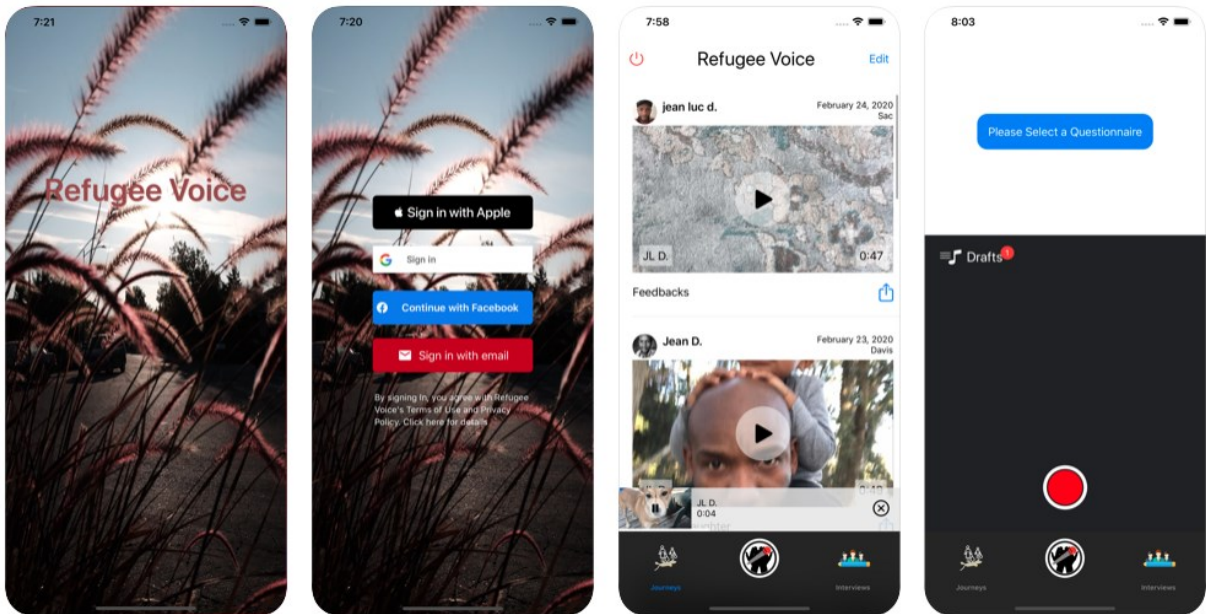 7:21
Refugee Voice
7:20
Sign in with Apple
Sign in
Continue with Facebook
Sign in with email
By signing In, you agree with Refugee
Voice's Terms of Use and Privacy
Policy. Click here for details
7:58
Refugee Voice
Edit
jean luc d.
February 24, 2020
Sac
JL D.
0:47
Feedbacks
Jean D.
February 23, 2020
Davis
JL D.
0:49
JL D.
0:04
Journeys
Interviews
8:03
Please Select a Questionnaire
Drafts
1
Journeys
Interviews